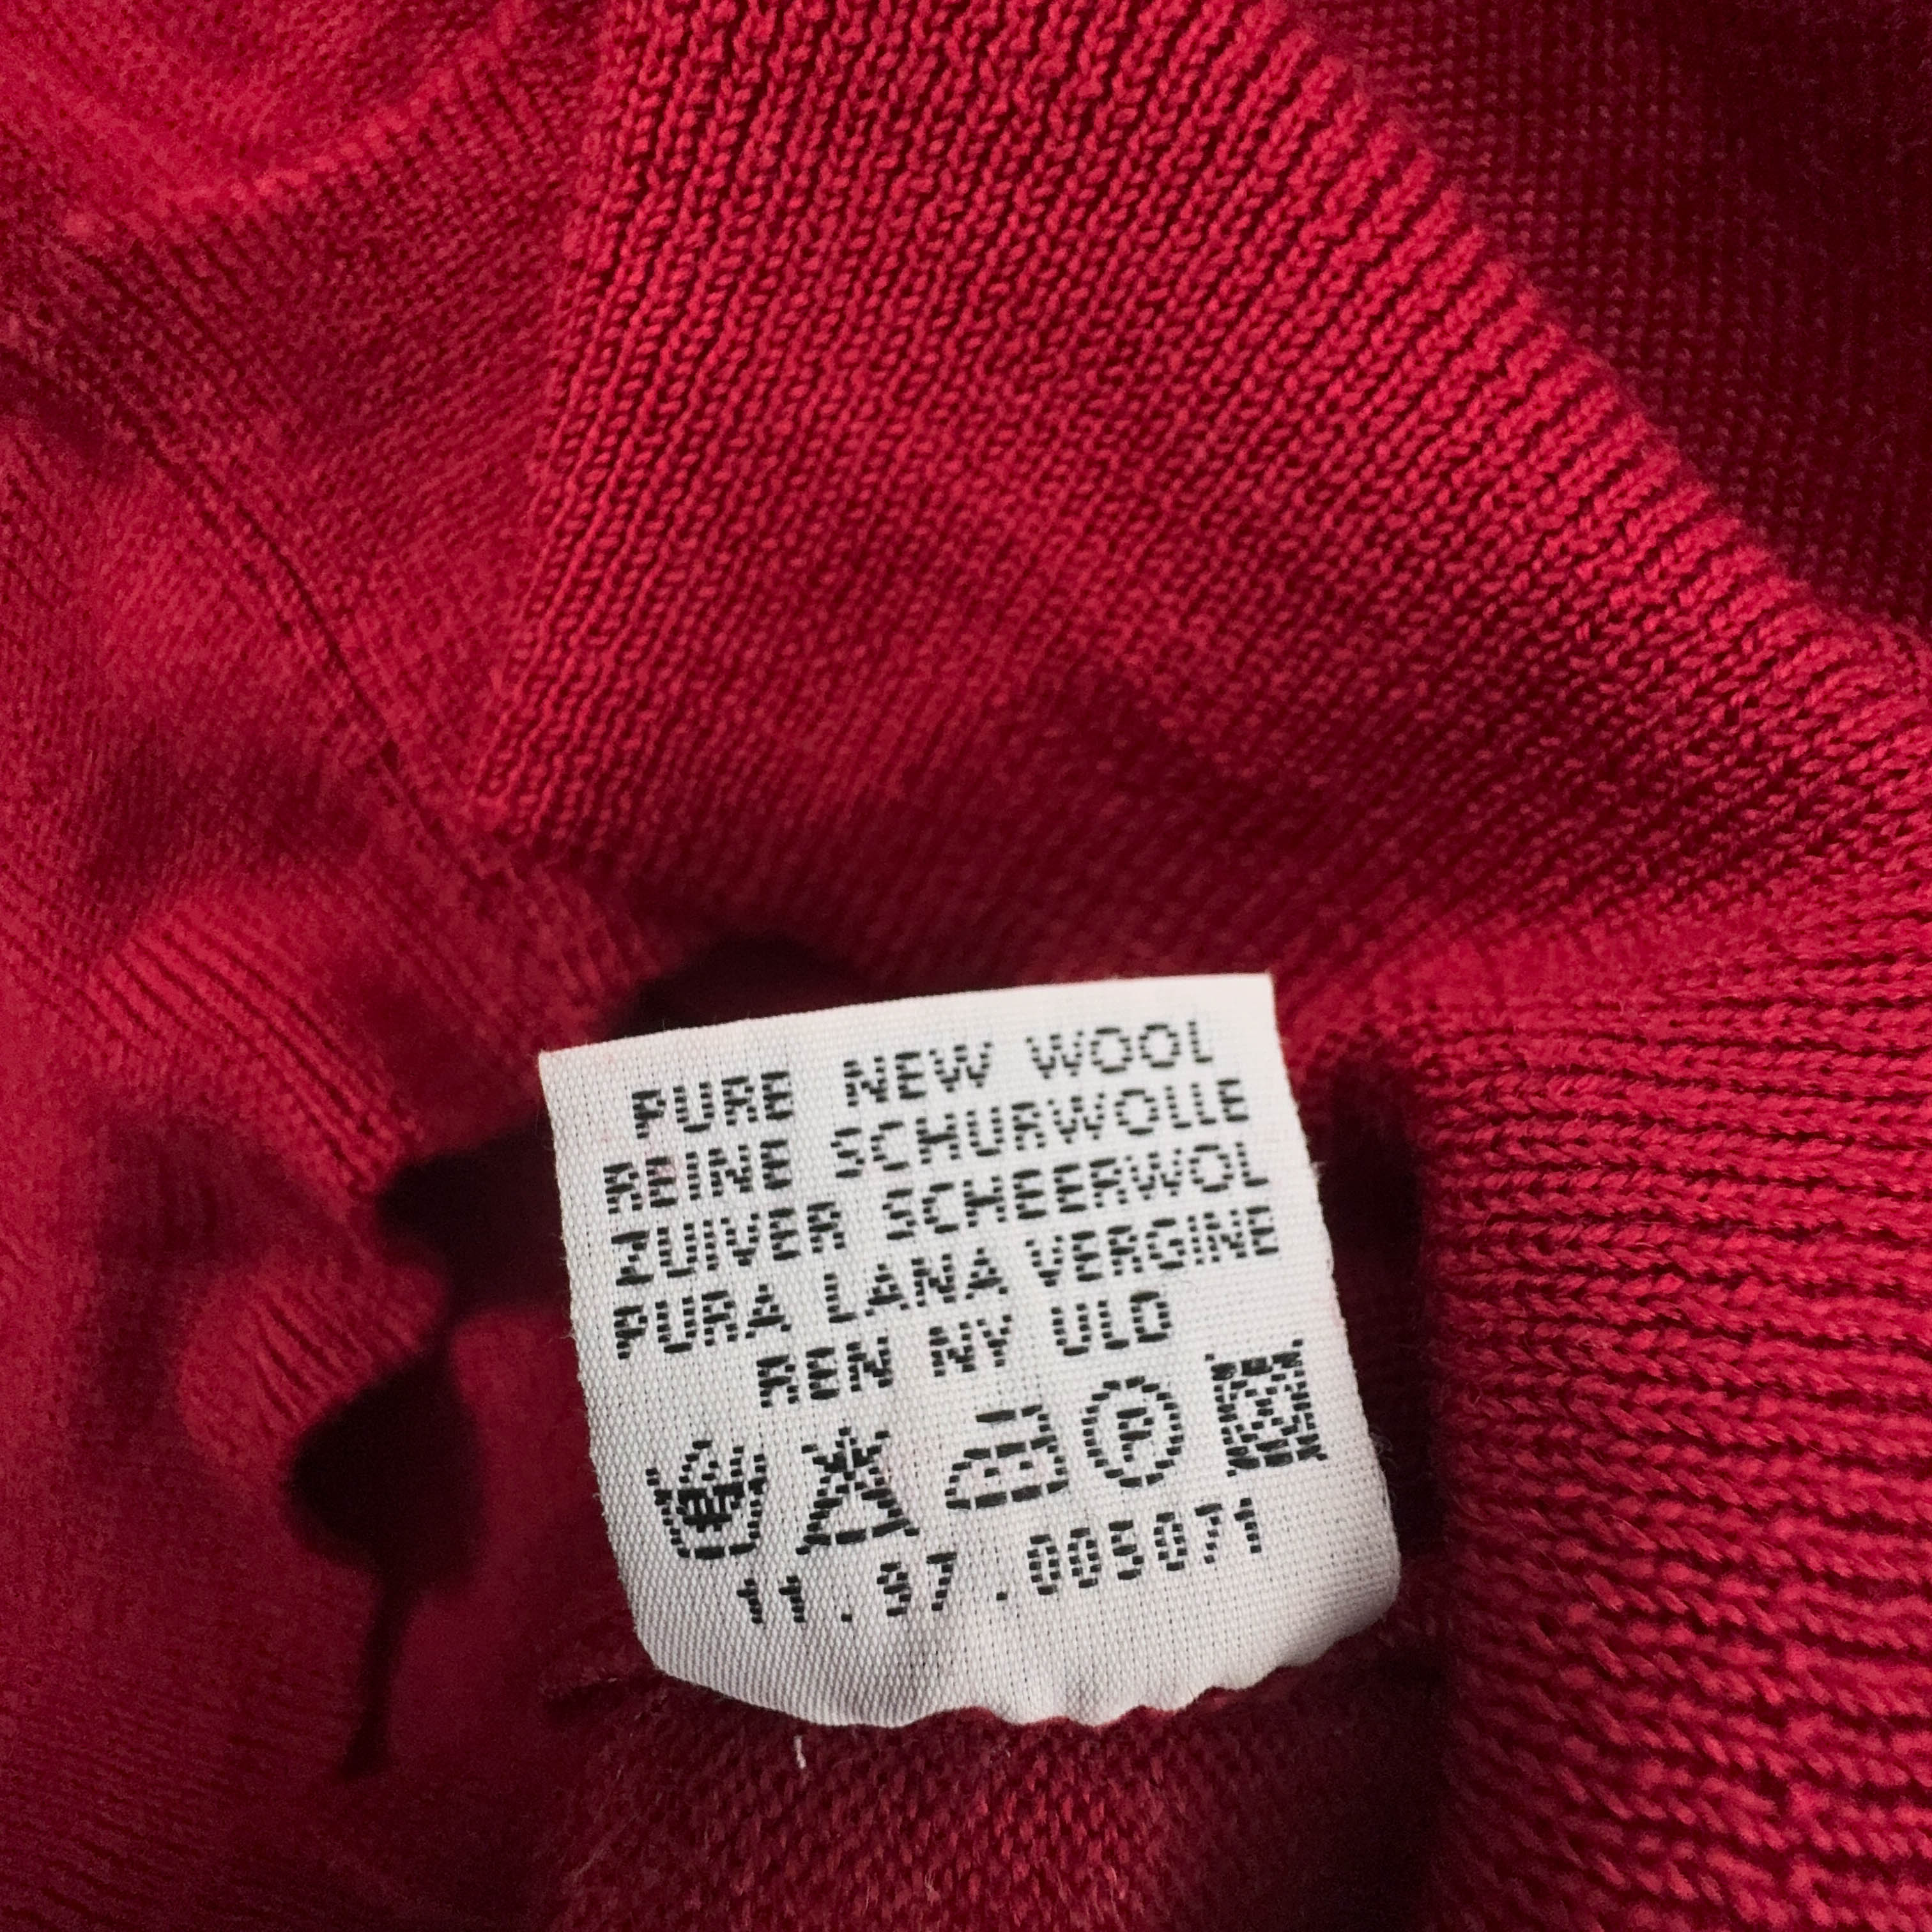 PURE NEW WOOL
REINE SCHURWOLLE
ZUIVER SCHEERWOL
PURA LANA VERGINE
REN NY ULD
P
11.97.005071